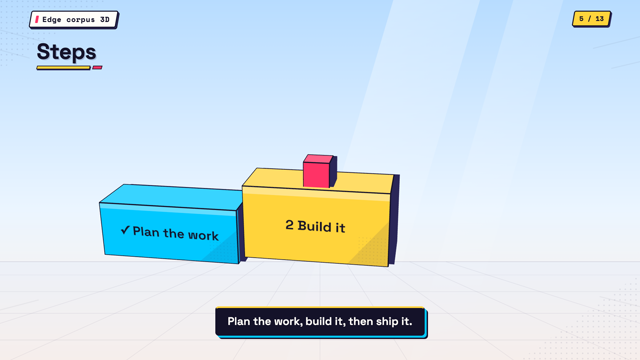 Edge corpus 3D
5 / 13
Steps
✓ Plan the work
2 Build it
Plan the work, build it, then ship it.